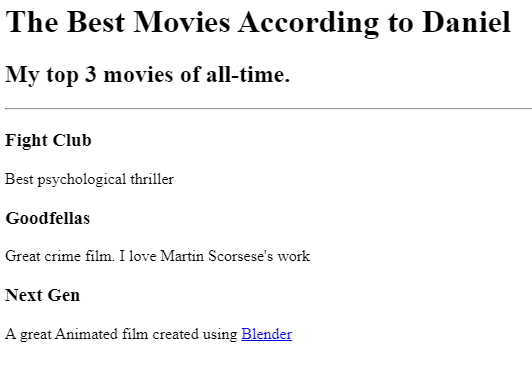 The Best Movies According to Daniel
My top 3 movies of all-time.
Fight Club
Best psychological thriller
Goodfellas
Great crime film. I love Martin Scorsese's work
Next Gen
A great Animated film created using Blender